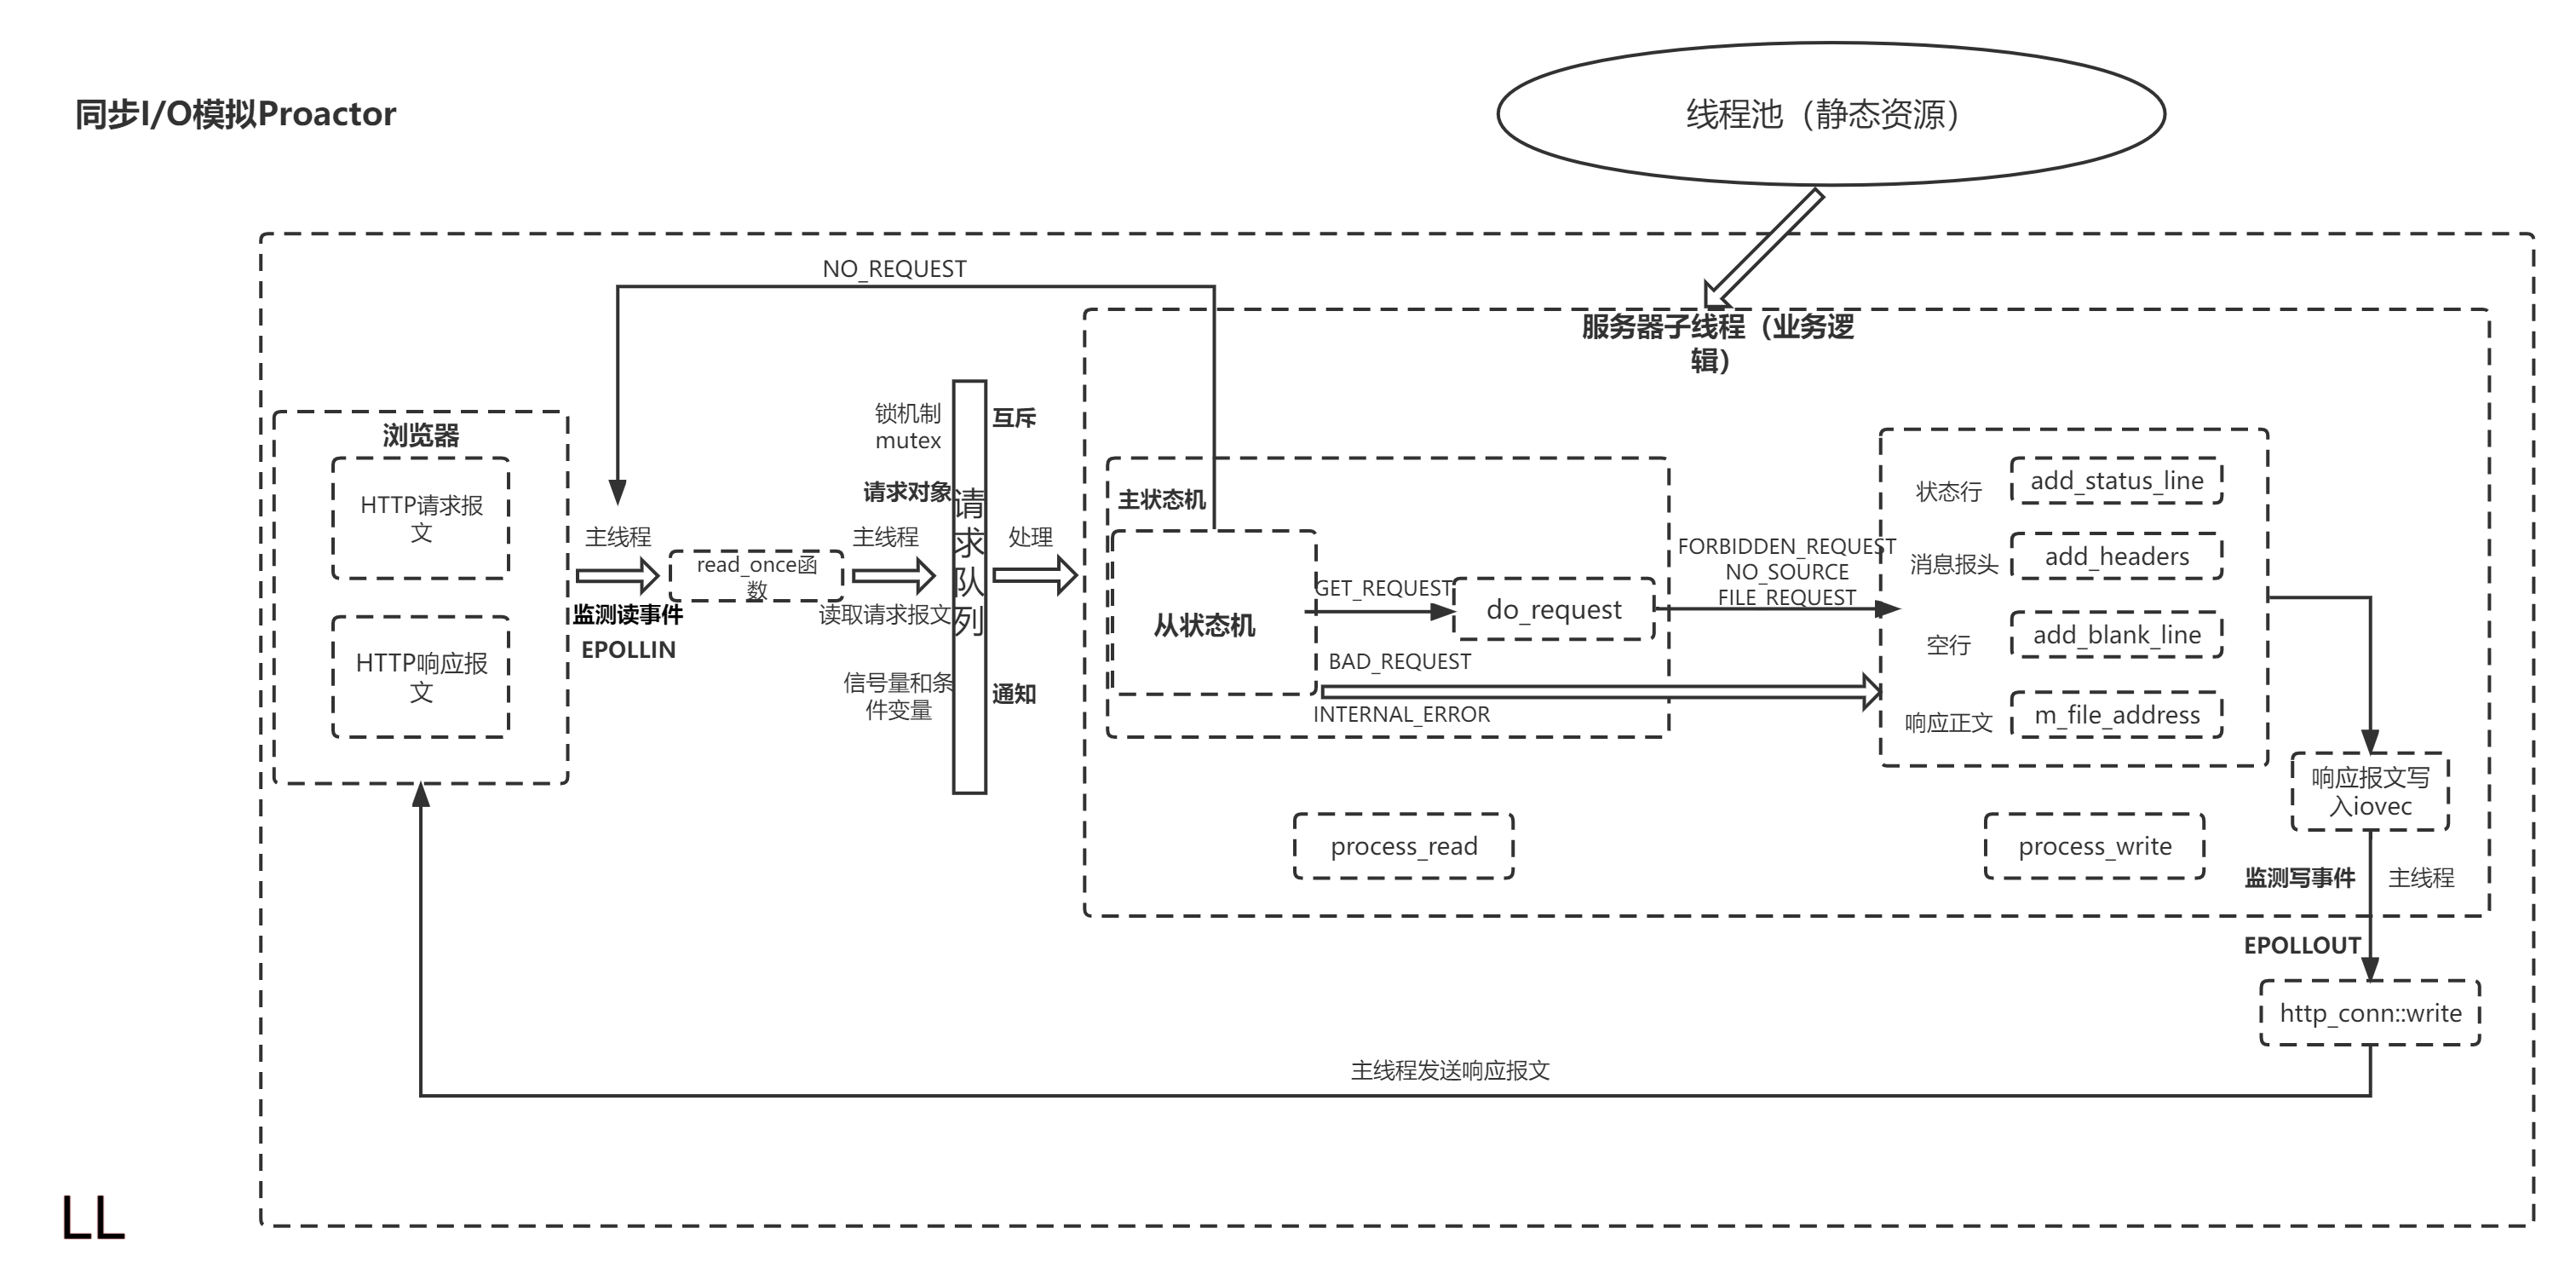 同步I/O模拟Proactor
线程池（静态资源）
NO_REQUEST
服务器子线程（业务逻
辑）
浏览器
HTTP请求报
文
HTTP响应报
文
主线程
监测读事件
EPOLLIN
read_once函
数
主线程
读取请求报文
锁机制
mutex
请求对象
信号量和条
件变量
请
求
队
列
互斥
处理
通知
主状态机
从状态机
GET_REQUEST
do_request
BAD_REQUEST
INTERNAL_ERROR
FORBIDDEN_REQUEST
NO_SOURCE
FILE_REQUEST
状态行
add_status_line
消息报头
add_headers
空行
add_blank_line
响应正文
m_file_address
响应报文写
入iovec
process_read
process_write
监测写事件
主线程
EPOLLOUT
http_conn::write
主线程发送响应报文
LL